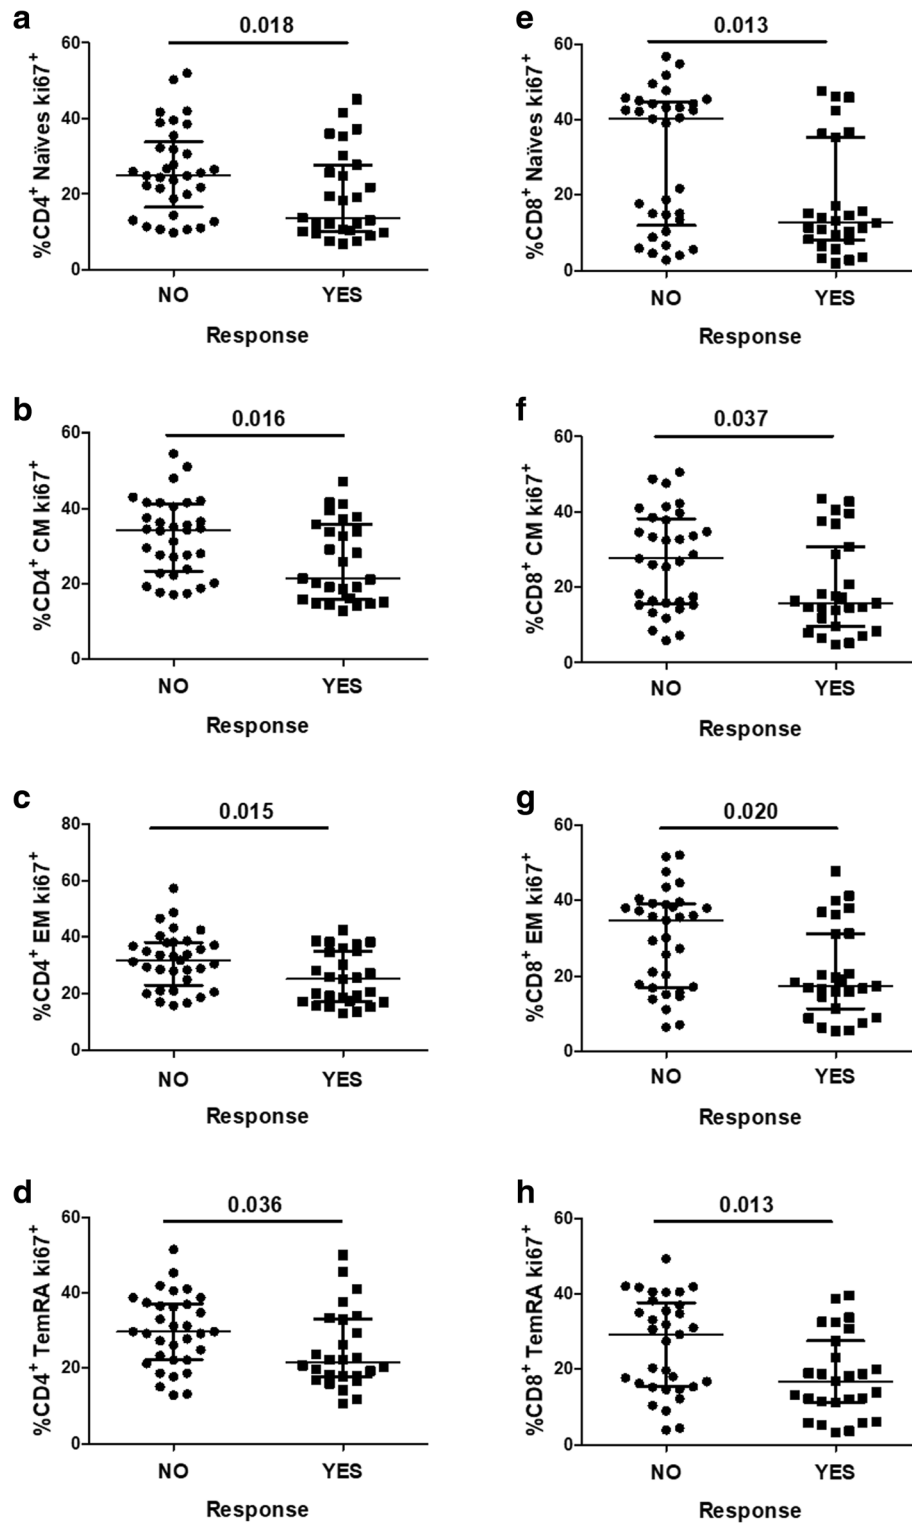 a
0.018
%CD4+ Naïves ki67+
60
40
20
0
NO YES
Response
b
0.016
%CD4+ CM ki67+
60
40
20
0
NO YES
Response
c
0.015
%CD4+ EM ki67+
80
60
40
20
0
NO YES
Response
d
0.036
%CD4+ TemRA ki67+
60
40
20
0
NO YES
Response
e
0.013
%CD8+ Naïves ki67+
60
40
20
0
NO YES
Response
f
0.037
%CD8+ CM ki67+
60
40
20
0
NO YES
Response
g
0.020
%CD8+ EM ki67+
60
40
20
0
NO YES
Response
h
0.013
%CD8+ TemRA ki67+
60
40
20
0
NO YES
Response